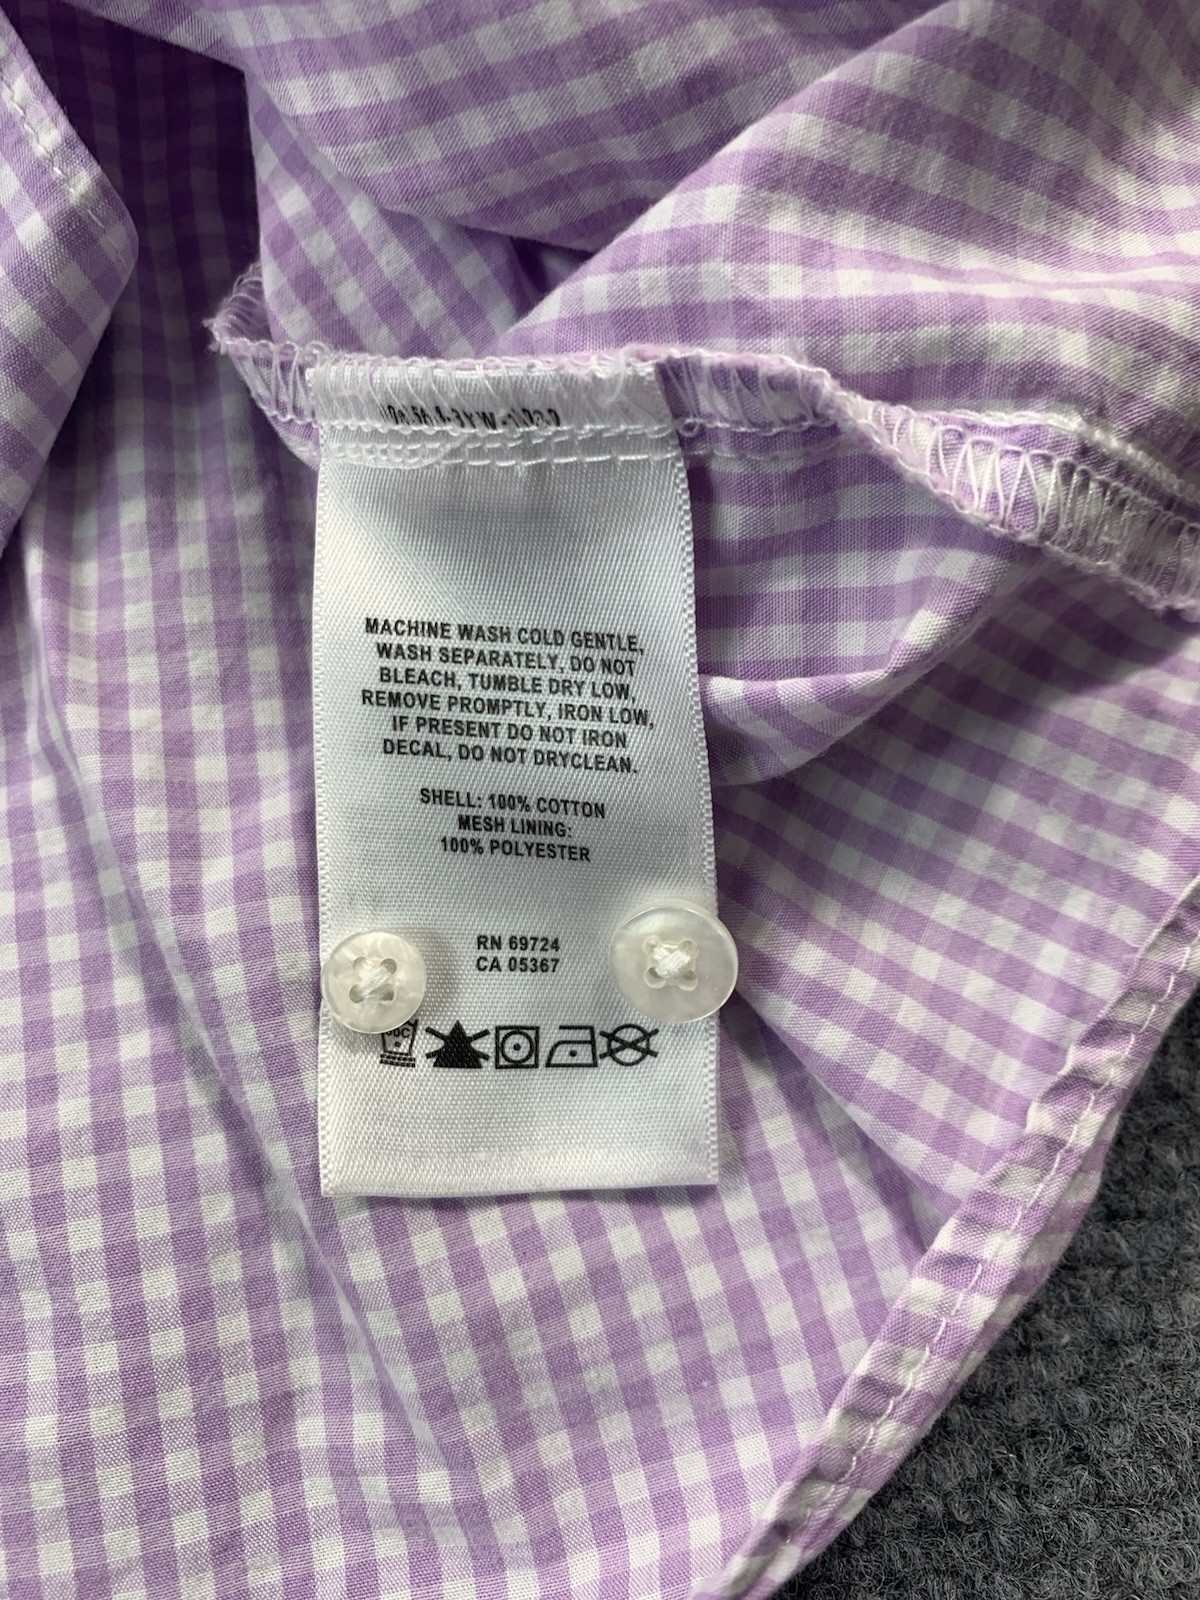 MACHINE WASH COLD GENTLE,
WASH SEPARATELY, DO NOT
BLEACH, TUMBLE DRY LOW,
REMOVE PROMPTLY, IRON LOW,
IF PRESENT DO NOT IRON
DECAL, DO NOT DRYCLEAN.
SHELL: 100% COTTON
MESH LINING:
100% POLYESTER
RN 69724
CA 05367